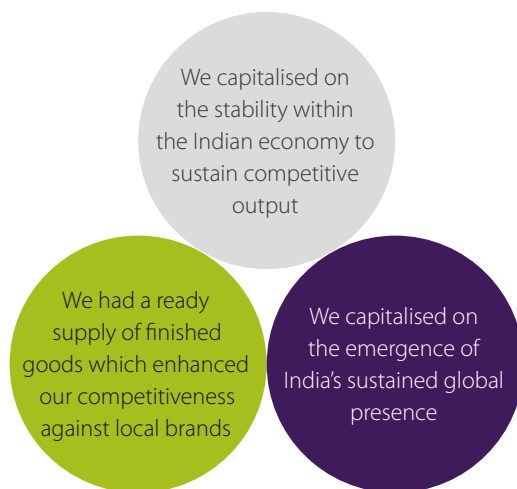 We capitalised on
the stability within
the Indian economy to
sustain competitive
output
We had a ready
supply of finished
goods which enhanced
our competitiveness
against local brands
We capitalised on
the emergence of
India’s sustained global
presence